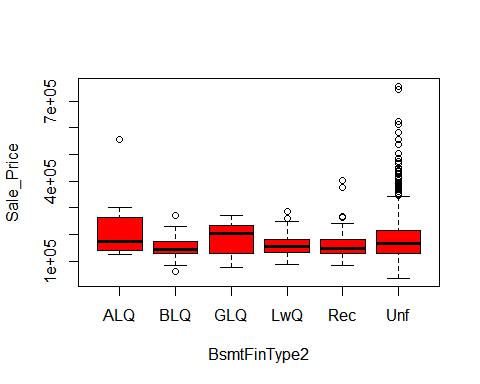 Sale_Price
7e+05
4e+05
1e+05
ALQ BLQ GLQ LwQ Rec Unf
BsmtFinType2